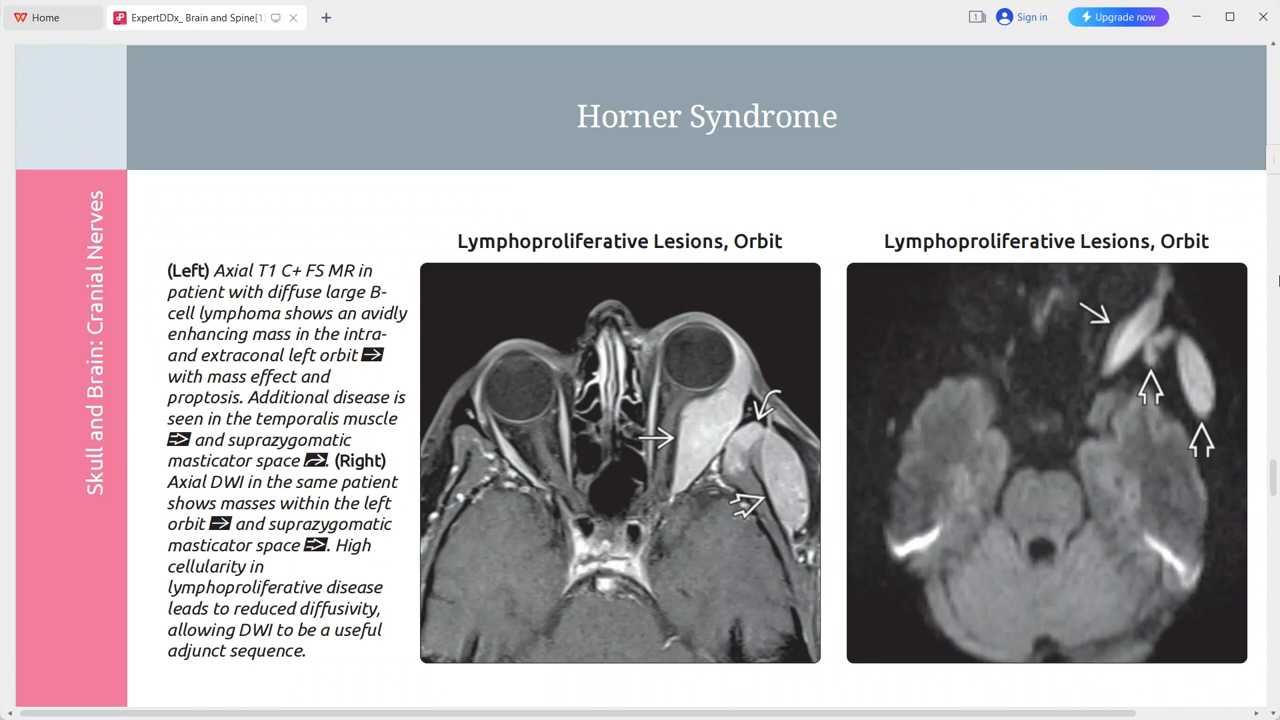 Home
ExpertDDx_ Brain and Spine[1]
1
Sign in
Upgrade now
Horner Syndrome
Skull and Brain: Cranial Nerves
Lymphoproliferative Lesions, Orbit
Lymphoproliferative Lesions, Orbit
(Left) Axial T1 C+ FS MR in
patient with diffuse large B-
cell lymphoma shows an avidly
enhancing mass in the intra-
and extraconal left orbit
with mass effect and
proptosis. Additional disease is
seen in the temporalis muscle
and suprazygomatic
masticator space . (Right)
Axial DWI in the same patient
shows masses within the left
orbit and suprazygomatic
masticator space . High
cellularity in
lymphoproliferative disease
leads to reduced diffusivity,
allowing DWI to be a useful
adjunct sequence.